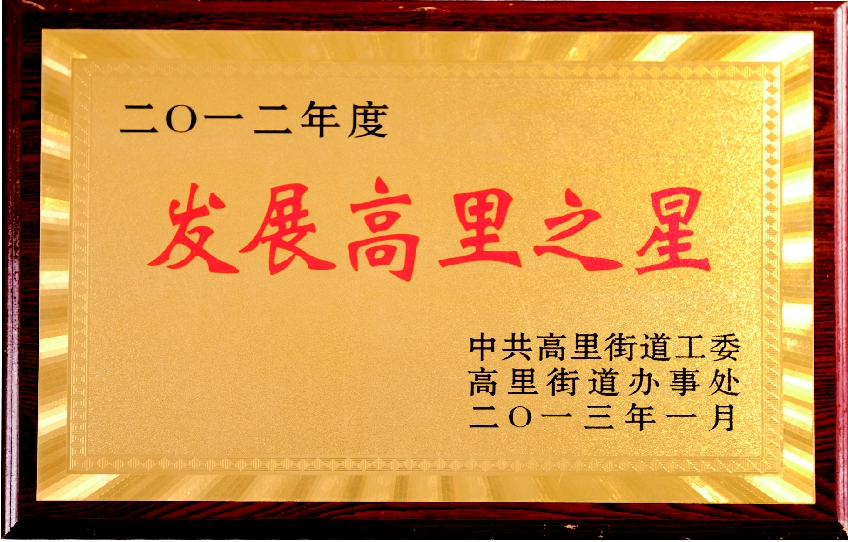 二〇一二年度
发展高里之星
中共高里街道工委
高里街道办事处
二〇一三年一月